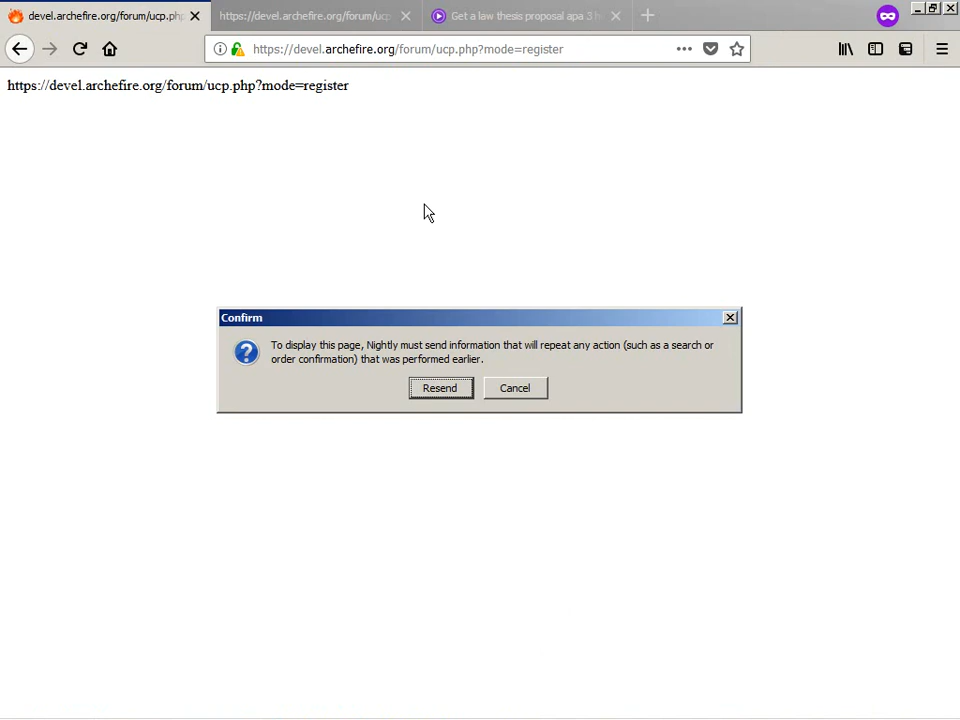 devel.archefire.org/forum/ucp.ph
https://devel.archefire.org/forum/uc
Get a law thesis proposal apa 3 h
https://devel.archefire.org/forum/ucp.php?mode=register
https://devel.archefire.org/forum/ucp.php?mode=register
Confirm
To display this page, Nightly must send information that will repeat any action (such as a search or
order confirmation) that was performed earlier.
Resend Cancel